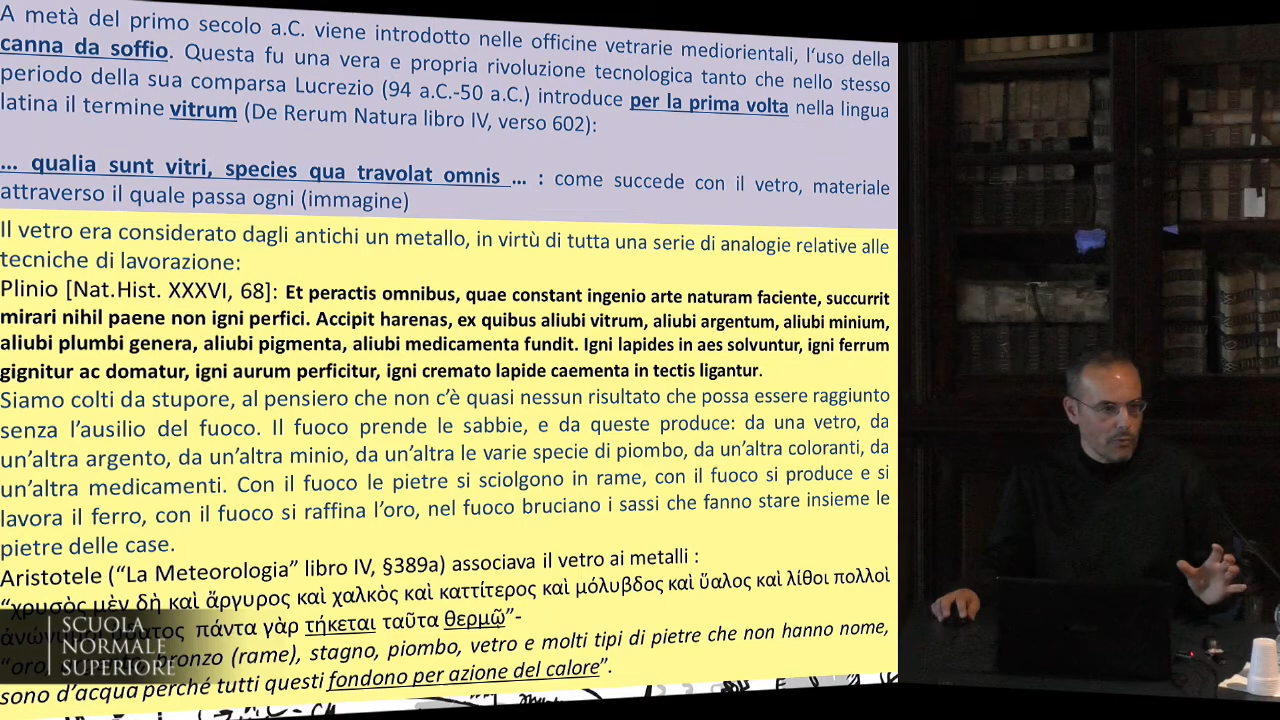 A metà del primo secolo a.C. viene introdotto nelle officine vetrarie mediorientali, l'uso della
canna da soffio. Questa fu una vera e propria rivoluzione tecnologica tanto che nello stesso
periodo della sua comparsa Lucrezio (94 a.C.-50 a.C.) introduce per la prima volta nella lingua
latina il termine vitrum (De Rerum Natura libro IV, verso 602):
... qualia sunt vitri, species qua travolat omnis ... : come succede con il vetro, materiale
attraverso il quale passa ogni (immagine)
Il vetro era considerato dagli antichi un metallo, in virtù di tutta una serie di analogie relative alle
tecniche di lavorazione:
Plinio [Nat.Hist. XXXVI, 68]: Et peractis omnibus, quae constant ingenio arte naturam faciente, succurrit
mirari nihil paene non igni perfici. Accipit harenas, ex quibus aliubi vitrum, aliubi argentum, aliubi minium,
aliubi plumbi genera, aliubi pigmenta, aliubi medicamenta fundit. Igni lapides in aes solvuntur, igni ferrum
gignitur ac domatur, igni aurum perficitur, igni cremato lapide caementa in tectis ligantur.
Siamo colti da stupore, al pensiero che non c'è quasi nessun risultato che possa essere raggiunto
senza l'ausilio del fuoco. Il fuoco prende le sabbie, e da queste produce: da una vetro, da
un'altra argento, da un'altra minio, da un'altra le varie specie di piombo, da un'altra coloranti, da
un'altra medicamenti. Con il fuoco le pietre si sciolgono in rame, con il fuoco si produce e si
lavora il ferro, con il fuoco si raffina l'oro, nel fuoco bruciano i sassi che fanno stare insieme le
pietre delle case.
Aristotele ("La Meteorologia" libro IV, §389a) associava il vetro ai metalli :
"χρυσὸς μὲν δὴ καὶ ἄργυρος καὶ χαλκὸς καὶ καττίτερος καὶ μόλυβδος καὶ ὕαλος καὶ λίθοι πολλοὶ
πάντα γὰρ τήκεται ταῦτα θερμῷ"-
"oro, bronzo (rame), stagno, piombo, vetro e molti tipi di pietre che non hanno nome,
sono d'acqua perché tutti questi fondono per azione del calore".
SCUOLA
NORMALE
SUPERIORE